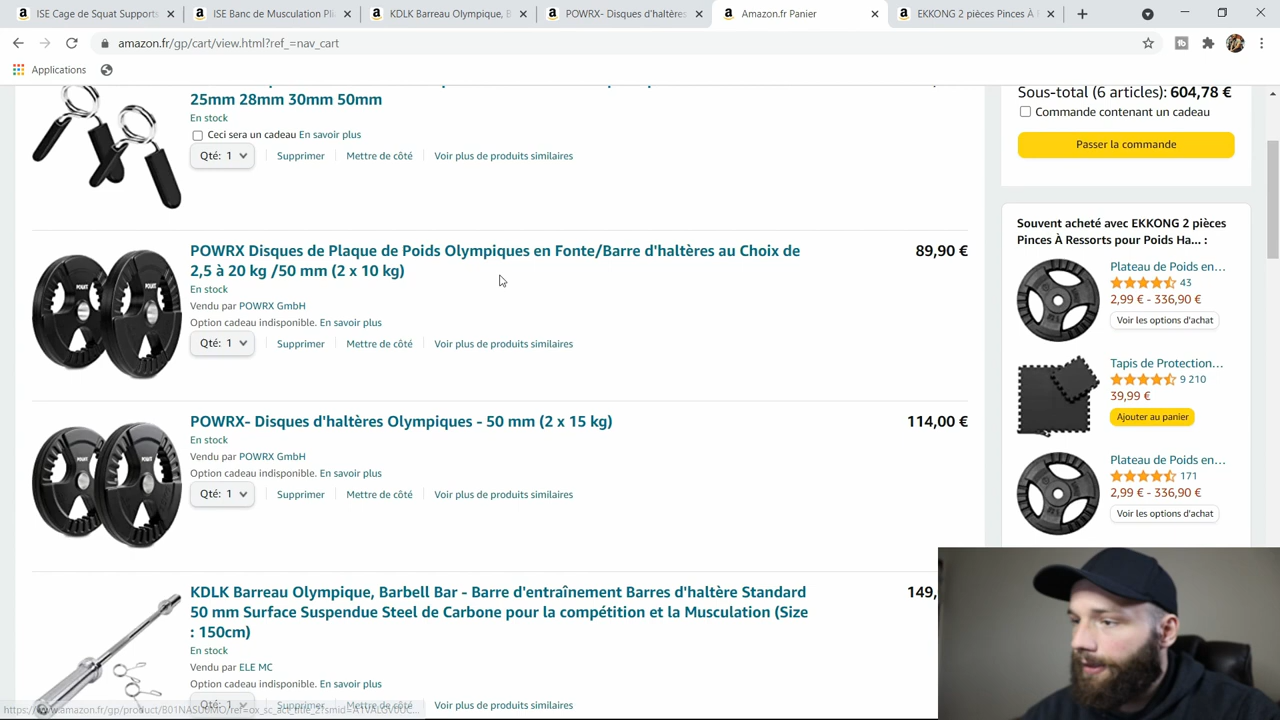 ISE Cage de Squat Supports
ISE Banc de Musculation Pli
KDLK Barreau Olympique, B
POWRX- Disques d'haltères
Amazon.fr Panier
EKKONG 2 pièces Pinces À
amazon.fr/gp/cart/view.html?ref_=nav_cart
Applications
25mm 28mm 30mm 50mm
En stock
Ceci sera un cadeau En savoir plus
Qté: 1 Supprimer Mettre de côté Voir plus de produits similaires
POWRX Disques de Plaque de Poids Olympiques en Fonte/Barre d'haltères au Choix de
2,5 à 20 kg /50 mm (2 x 10 kg)
89,90 €
En stock
Vendu par POWRX GmbH
Option cadeau indisponible. En savoir plus
Qté: 1 Supprimer Mettre de côté Voir plus de produits similaires
POWRX- Disques d'haltères Olympiques - 50 mm (2 x 15 kg)
114,00 €
En stock
Vendu par POWRX GmbH
Option cadeau indisponible. En savoir plus
Qté: 1 Supprimer Mettre de côté Voir plus de produits similaires
KDLK Barreau Olympique, Barbell Bar - Barre d'entraînement Barres d'haltère Standard
50 mm Surface Suspendue Steel de Carbone pour la compétition et la Musculation (Size
: 150cm)
149,
En stock
Vendu par ELE MC
Option cadeau indisponible. En savoir plus
Qté: 1 Supprimer Mettre de côté Voir plus de produits similaires
Sous-total (6 articles): 604,78 €
Commande contenant un cadeau
Passer la commande
Souvent acheté avec EKKONG 2 pièces
Pinces À Ressorts pour Poids Ha... :
Plateau de Poids en...
43
2,99 € - 336,90 €
Voir les options d'achat
Tapis de Protection...
9 210
39,99 €
Ajouter au panier
Plateau de Poids en...
171
2,99 € - 336,90 €
Voir les options d'achat